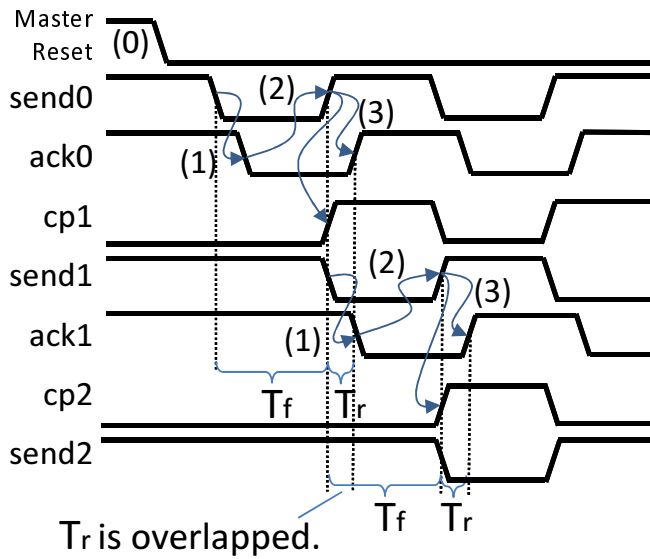 Master
Reset
(0)
send0
(2)
(3)
ack0
(1)
cp1
send1
(2)
(3)
ack1
(1)
cp2
Tf
Tr
send2
Tf
Tr
Tr is overlapped.